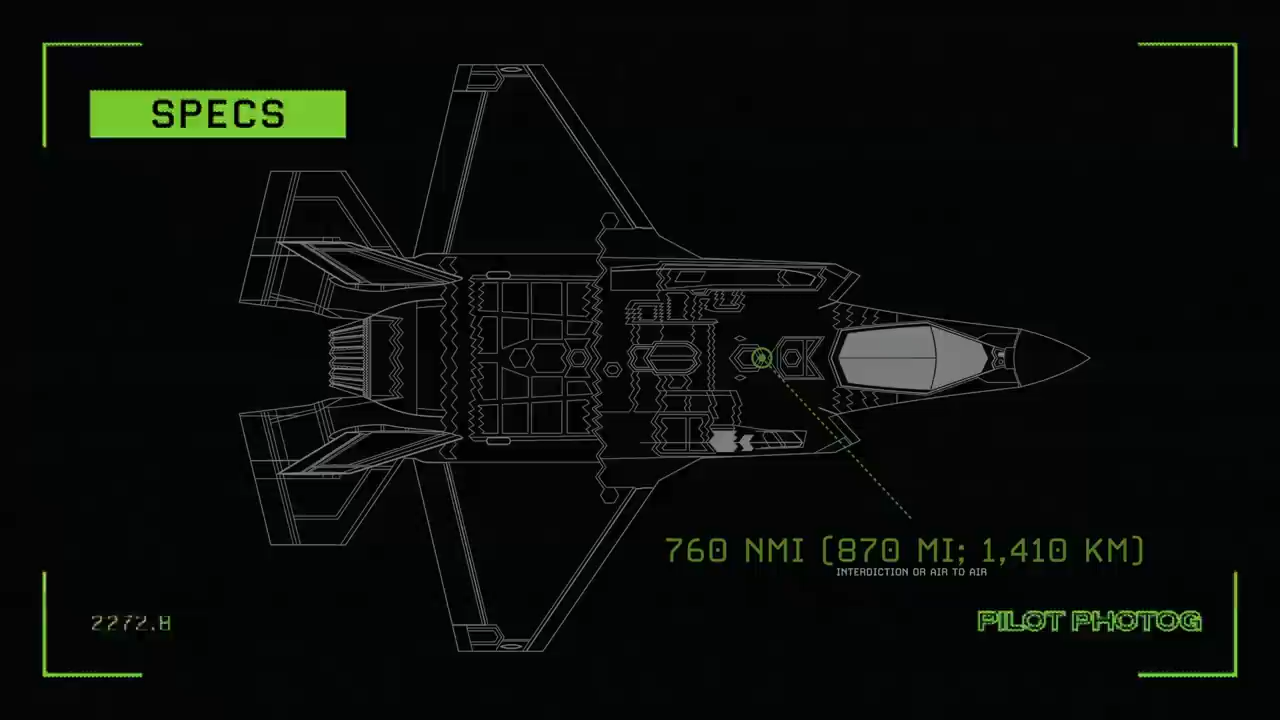 SPECS
760 NMI (870 MI; 1,410 KM)
INTERDICTION OR AIR TO AIR
2272.8
PILOT PHOTOG